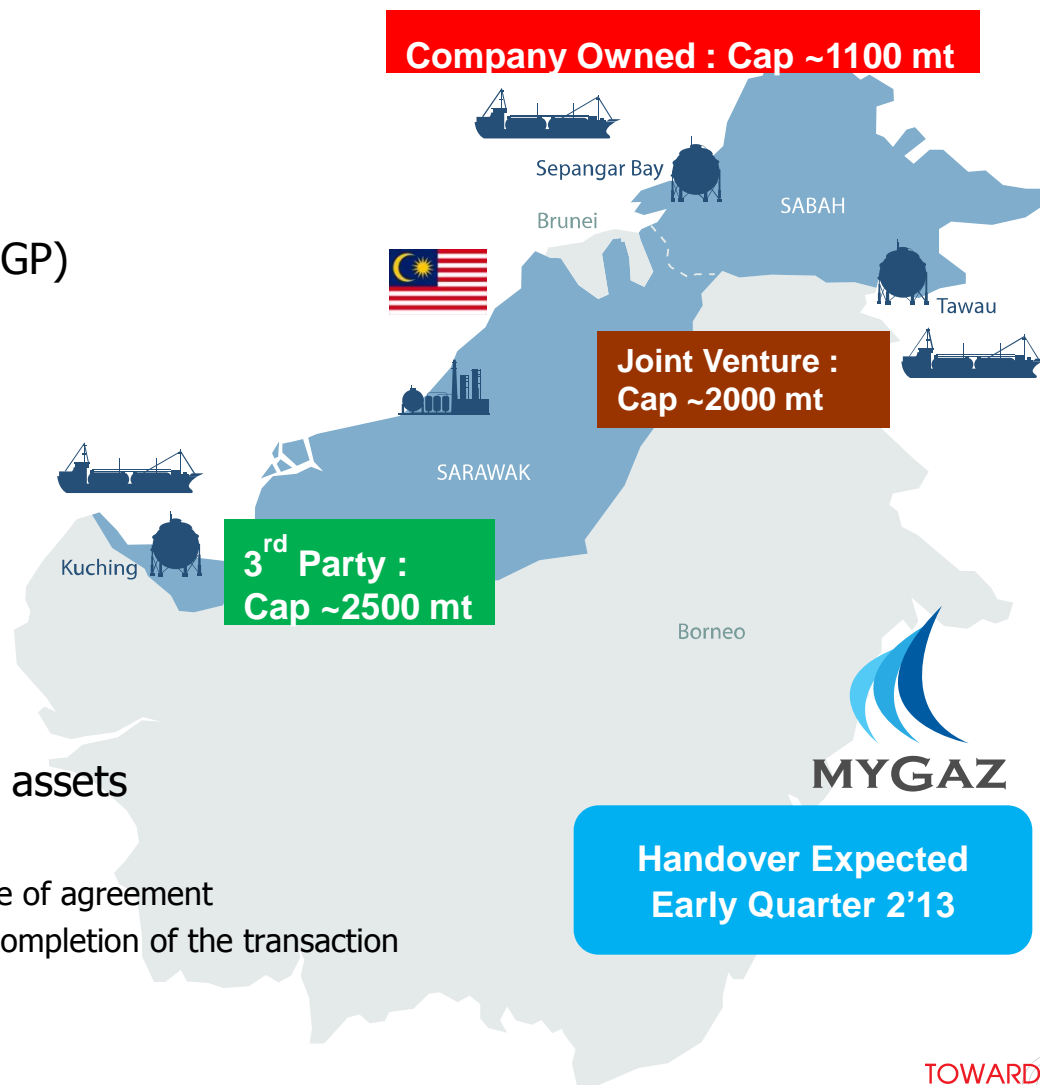 Company Owned : Cap ~1100 mt
Sepangar Bay
SABAH
Brunei
GP)
Tawau
Joint Venture :
Cap ~2000 mt
SARAWAK
Kuching
3rd Party :
Cap ~2500 mt
Borneo
MYGAZ
assets
Handover Expected
Early Quarter 2’13
e of agreement
ompletion of the transaction
TOWARD